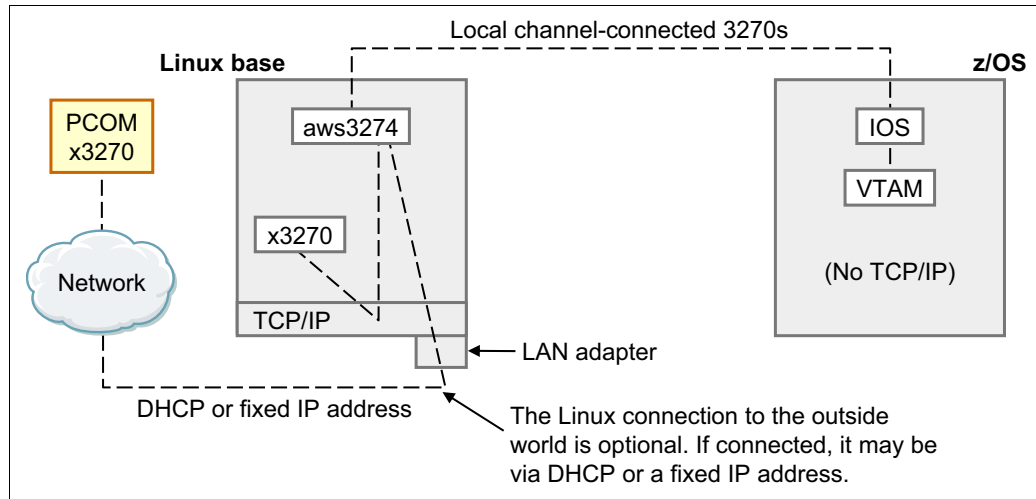 Local channel-connected 3270s
Linux base
z/OS
PCOM
x3270
aws3274
IOS
VTAM
x3270
Network
(No TCP/IP)
TCP/IP
LAN adapter
DHCP or fixed IP address
The Linux connection to the outside
world is optional. If connected, it may be
via DHCP or a fixed IP address.